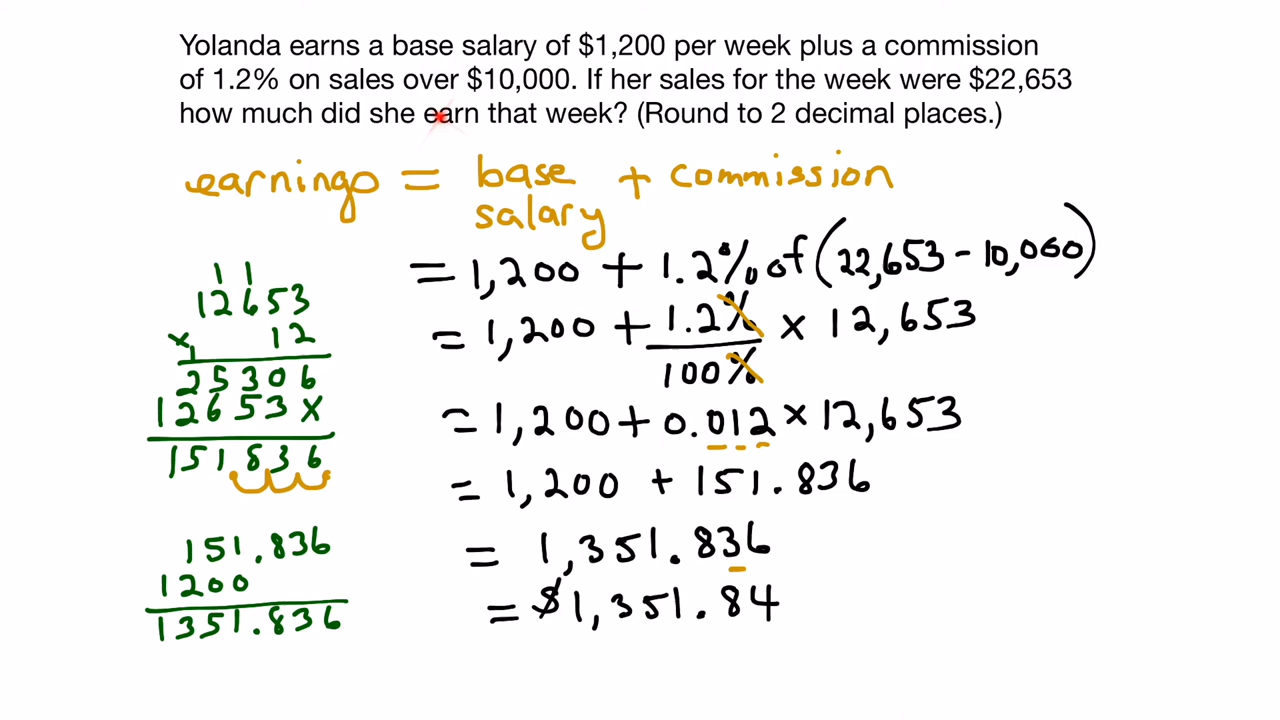 Yolanda earns a base salary of $1,200 per week plus a commission
of 1.2% on sales over $10,000. If her sales for the week were $22,653
how much did she earn that week? (Round to 2 decimal places.)
earnings = base salary + commission
= 1,200 + 1.2% of (22,653 - 10,000)
= 1,200 + 1.2%/100% × 12,653
= 1,200 + 0.012 × 12,653
= 1,200 + 151.836
= 1,351.836
= $1,351.84
1 1
12653
× 12
1
25306
12653×
151836
151.836
1200
1351.836